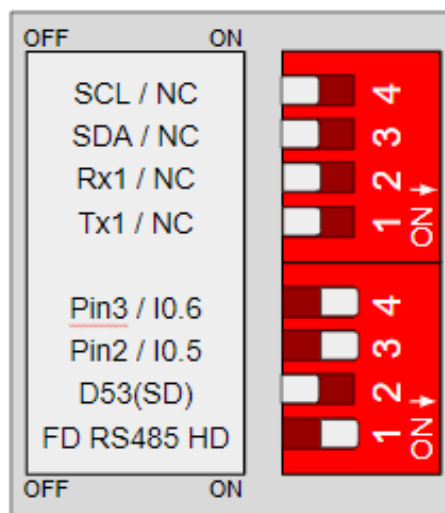 OFF ON
SCL / NC
SDA / NC
Rx1 / NC
Tx1 / NC
Pin3 / I0.6
Pin2 / I0.5
D53(SD)
FD RS485 HD
OFF ON
4
3
2
1
ON
4
3
2
1
ON